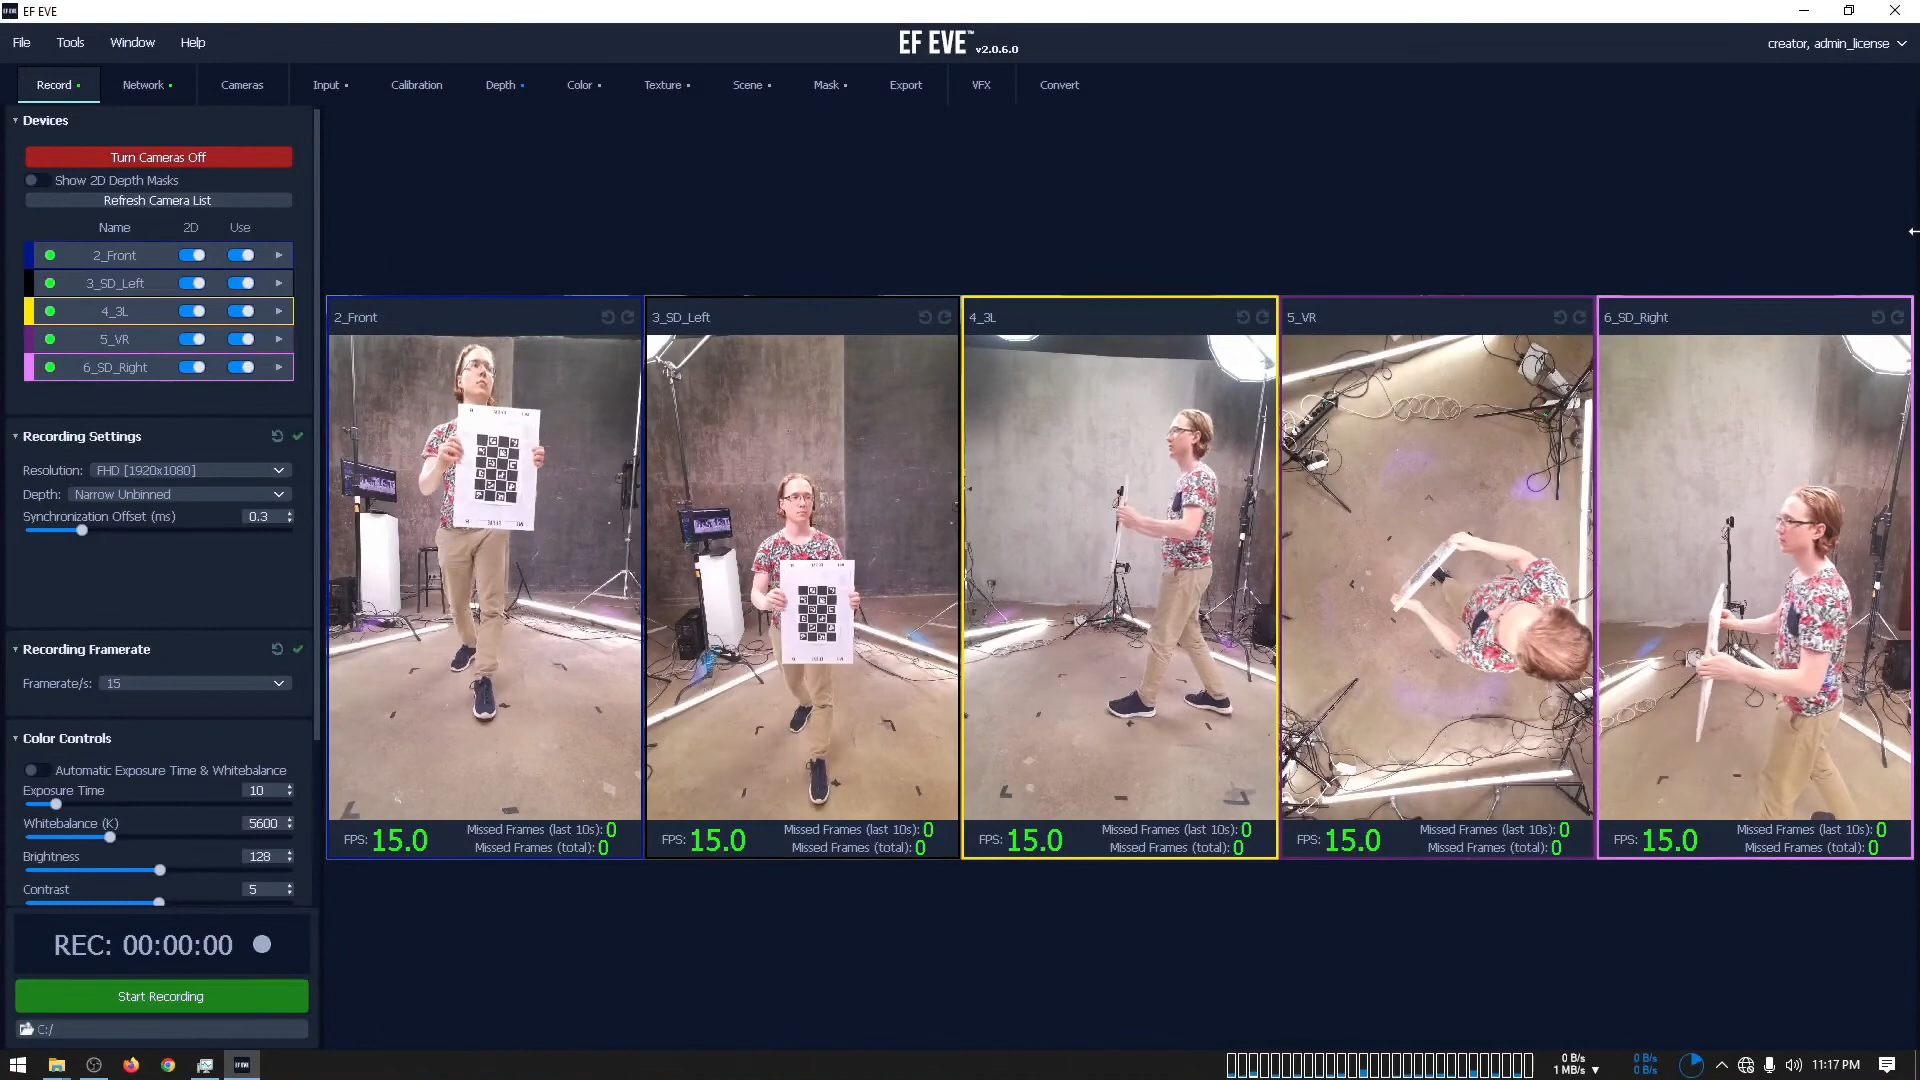 EF EVE
File Tools Window Help
EF EVE™ v2.0.6.0
creator, admin_license
Record Network Cameras Input Calibration Depth Color Texture Scene Mask Export VFX Convert
Devices
Turn Cameras Off
Show 2D Depth Masks
Refresh Camera List
Name 2D Use
2_Front
3_SD_Left
4_3L
5_VR
6_SD_Right
Recording Settings
Resolution: FHD [1920x1080]
Depth: Narrow Unbinned
Synchronization Offset (ms) 0.3
Recording Framerate
Framerate/s: 15
Color Controls
Automatic Exposure Time & Whitebalance
Exposure Time 10
Whitebalance (K) 5600
Brightness 128
Contrast 5
REC: 00:00:00
Start Recording
C:/
2_Front
FPS: 15.0
Missed Frames (last 10s): 0
Missed Frames (total): 0
3_SD_Left
FPS: 15.0
Missed Frames (last 10s): 0
Missed Frames (total): 0
4_3L
FPS: 15.0
Missed Frames (last 10s): 0
Missed Frames (total): 0
5_VR
FPS: 15.0
Missed Frames (last 10s): 0
Missed Frames (total): 0
6_SD_Right
FPS: 15.0
Missed Frames (last 10s): 0
Missed Frames (total): 0
EF EVE
0 B/s 0 B/s
1 MB/s 0 B/s
11:17 PM